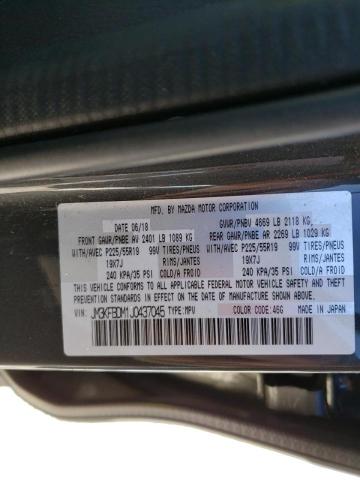 MFD. BY MAZDA MOTOR CORPORATION
DATE 06/18 GVWR/PNBV 4669 LB 2118 KG
FRONT GAWR/PNBE AV 2401 LB 1089 KG REAR GAWR/PNBE AR 2269 LB 1029 KG
WITH/AVEC P225/55R19 99V TIRES/PNEUS WITH/AVEC P225/55R19 99V TIRES/PNEUS
19X7J RIMS/JANTES 19X7J RIMS/JANTES
240 KPA/35 PSI COLD/A FROID 240 KPA/35 PSI COLD/A FROID
THIS VEHICLE CONFORMS TO ALL APPLICABLE FEDERAL MOTOR VEHICLE SAFETY AND THEFT
PREVENTION STANDARDS IN EFFECT ON THE DATE OF MANUFACTURE SHOWN ABOVE.
VIN: JM3KFBDM1J0437045 TYPE:MPV COLOR CODE:46G MADE IN JAPAN